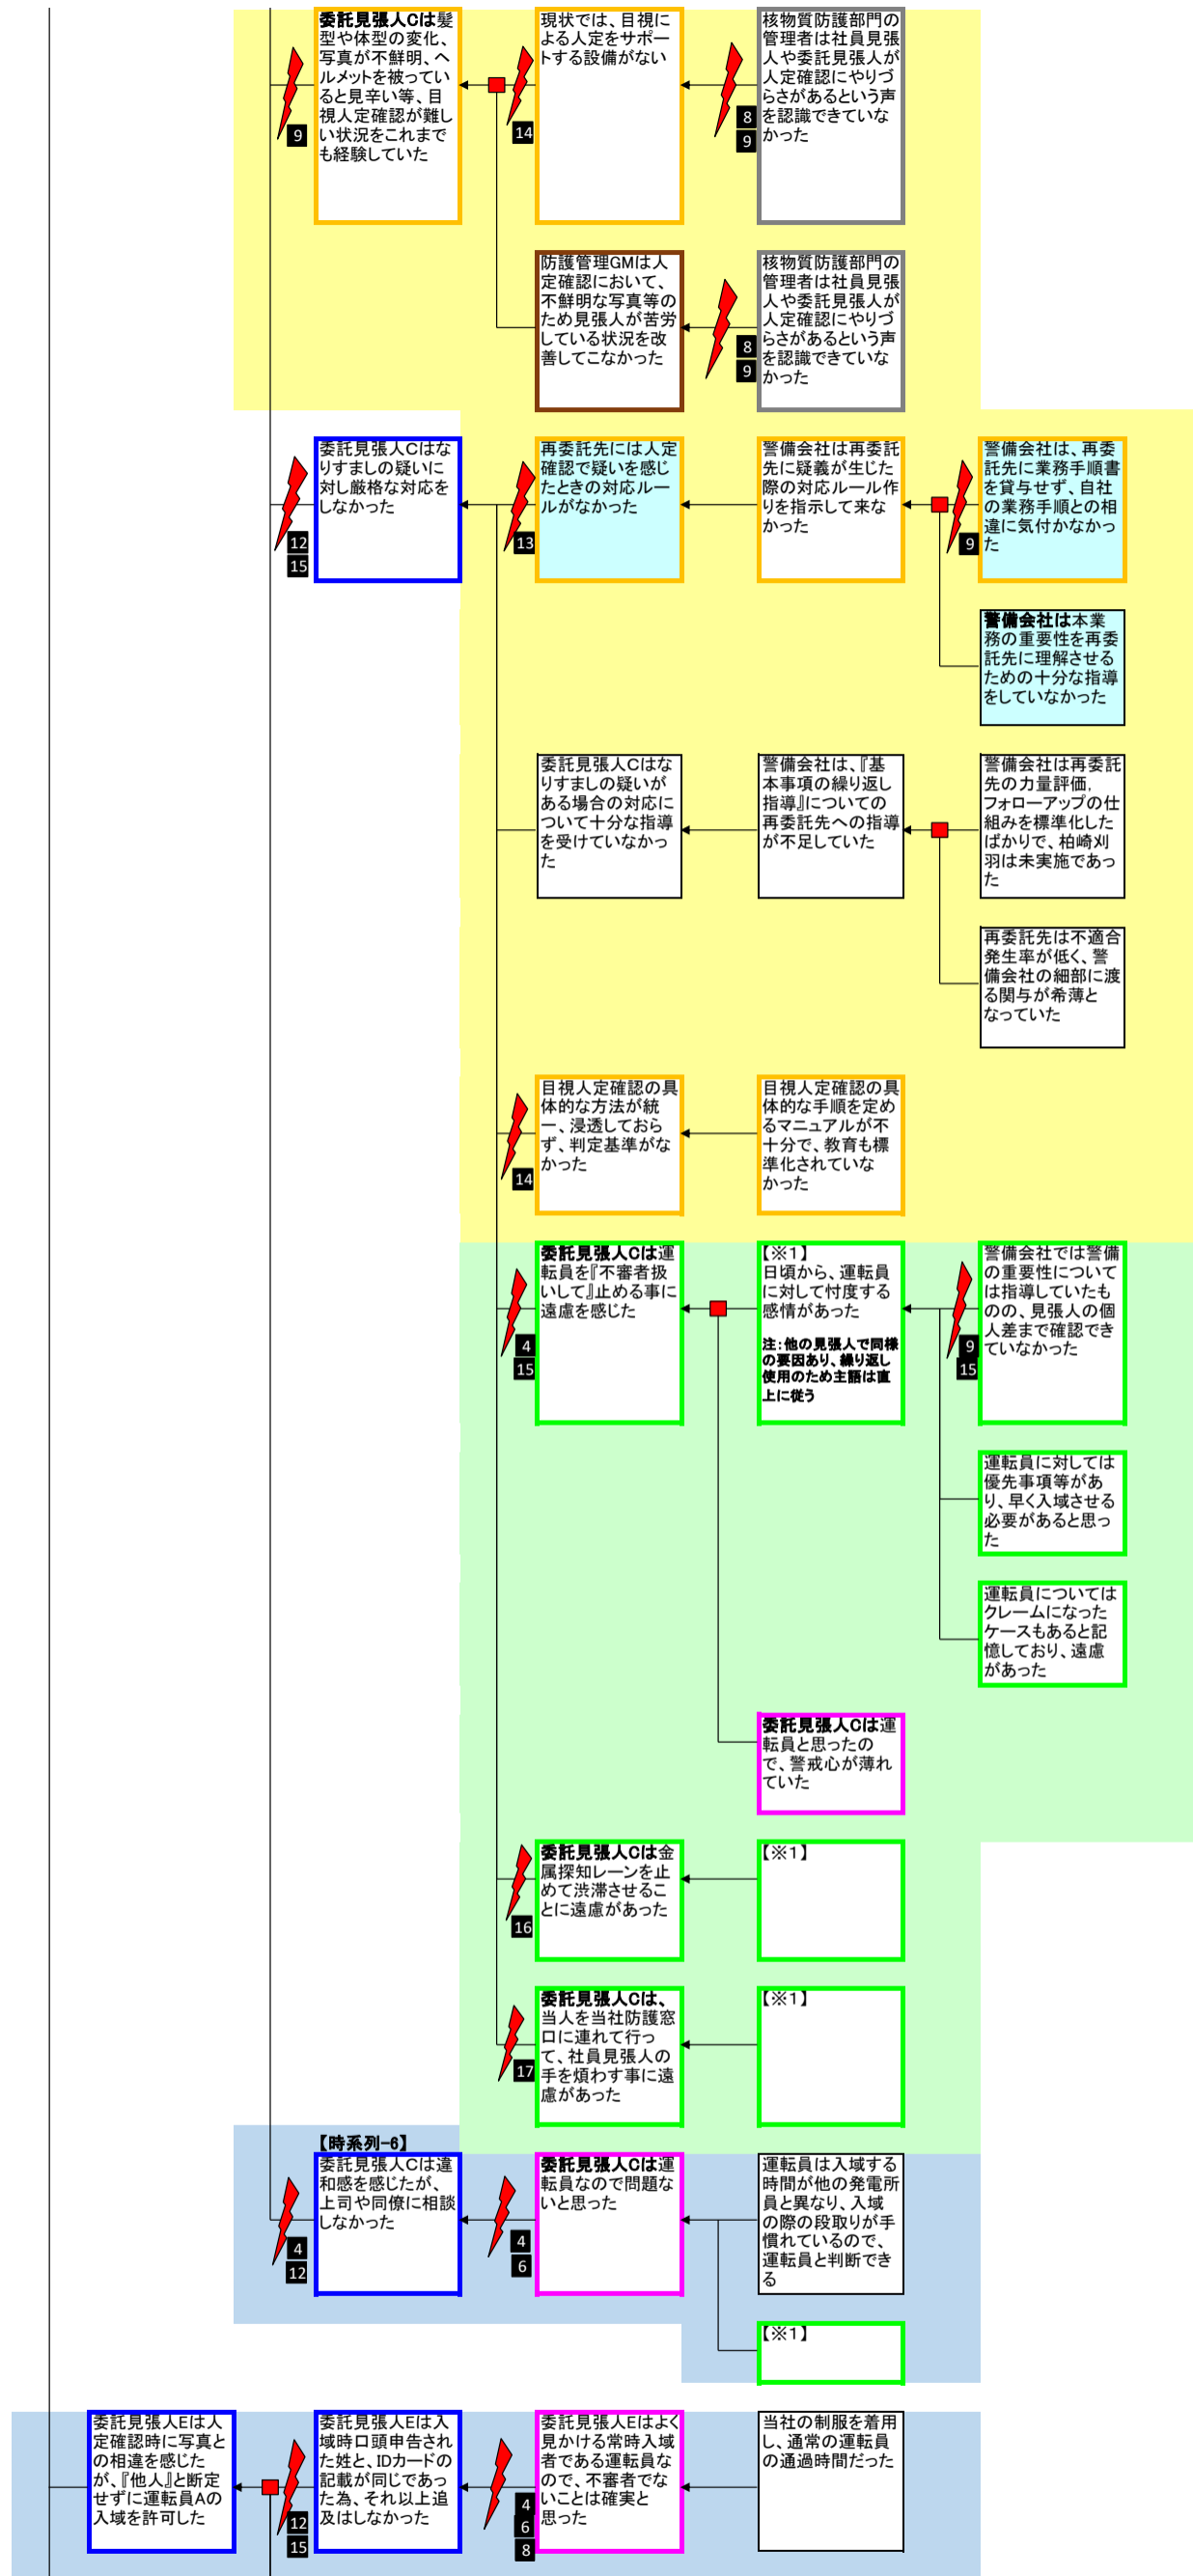 委託見張人Cは髪
型や体型の変化、
写真が不鮮明、ヘ
ルメットを被ってい
ると見辛い等、目
視人定確認が難し
い状況をこれまで
も経験していた
9
現状では、目視に
よる人定をサポー
トする設備がない
14
核物質防護部門の
管理者は社員見張
人や委託見張人が
人定確認にやりづ
らさがあるという声
を認識できていな
かった
8
9
防護管理GMは人
定確認において、
不鮮明な写真等の
ため見張人が苦労
している状況を改
善してこなかった
核物質防護部門の
管理者は社員見張
人や委託見張人が
人定確認にやりづ
らさがあるという声
を認識できていな
かった
8
9
委託見張人Cはな
りすましの疑いに
対し厳格な対応を
しなかった
12
15
再委託先には人定
確認で疑いを感じ
たときの対応ルー
ルがなかった
13
警備会社は再委託
先に疑義が生じた
際の対応ルール作
りを指示して来な
かった
警備会社は、再委
託先に業務手順書
を貸与せず、自社
の業務手順との相
違に気付かなかっ
た
9
警備会社は本業
務の重要性を再委
託先に理解させる
ための十分な指導
をしていなかった
委託見張人Cはな
りすましの疑いが
ある場合の対応に
ついて十分な指導
を受けていなかっ
た
警備会社は、『基
本事項の繰り返し
指導』についての
再委託先への指導
が不足していた
警備会社は再委託
先の力量評価,
フォローアップの仕
組みを標準化した
ばかりで、柏崎刈
羽は未実施であっ
た
再委託先は不適合
発生率が低く、警
備会社の細部に渡
る関与が希薄と
なっていた
目視人定確認の具
体的な方法が統
一、浸透しておら
ず、判定基準がな
かった
14
目視人定確認の具
体的な手順を定め
るマニュアルが不
十分で、教育も標
準化されていな
かった
委託見張人Cは運
転員を『不審者扱
いして』止める事に
遠慮を感じた
4
15
【※1】
日頃から、運転員
に対して忖度する
感情があった
注:他の見張人で同様
の要因あり、繰り返し
使用のため主語は直
上に従う
警備会社では警備
の重要性について
は指導していたも
のの、見張人の個
人差まで確認でき
ていなかった
9
15
運転員に対しては
優先事項等があ
り、早く入域させる
必要があると思っ
た
運転員については
クレームになった
ケースもあると記
憶しており、遠慮
があった
委託見張人Cは運
転員と思ったの
で、警戒心が薄れ
ていた
委託見張人Cは金
属探知レーンを止
めて渋滞させるこ
とに遠慮があった
16
【※1】
委託見張人Cは、
当人を当社防護窓
口に連れて行っ
て、社員見張人の
手を煩わす事に遠
慮があった
17
【※1】
【時系列-6】
委託見張人Cは違
和感を感じたが、
上司や同僚に相談
しなかった
4
12
委託見張人Cは運
転員なので問題な
いと思った
4
6
運転員は入域する
時間が他の発電所
員と異なり、入域
の際の段取りが手
慣れているので、
運転員と判断でき
る
【※1】
委託見張人Eは人
定確認時に写真と
の相違を感じた
が、『他人』と断定
せずに運転員Aの
入域を許可した
委託見張人Eは入
域時口頭申告され
た姓と、IDカードの
記載が同じであっ
た為、それ以上追
及はしなかった
12
15
委託見張人Eはよく
見かける常時入域
者である運転員な
ので、不審者でな
いことは確実と
思った
4
6
8
当社の制服を着用
し、通常の運転員
の通過時間だった